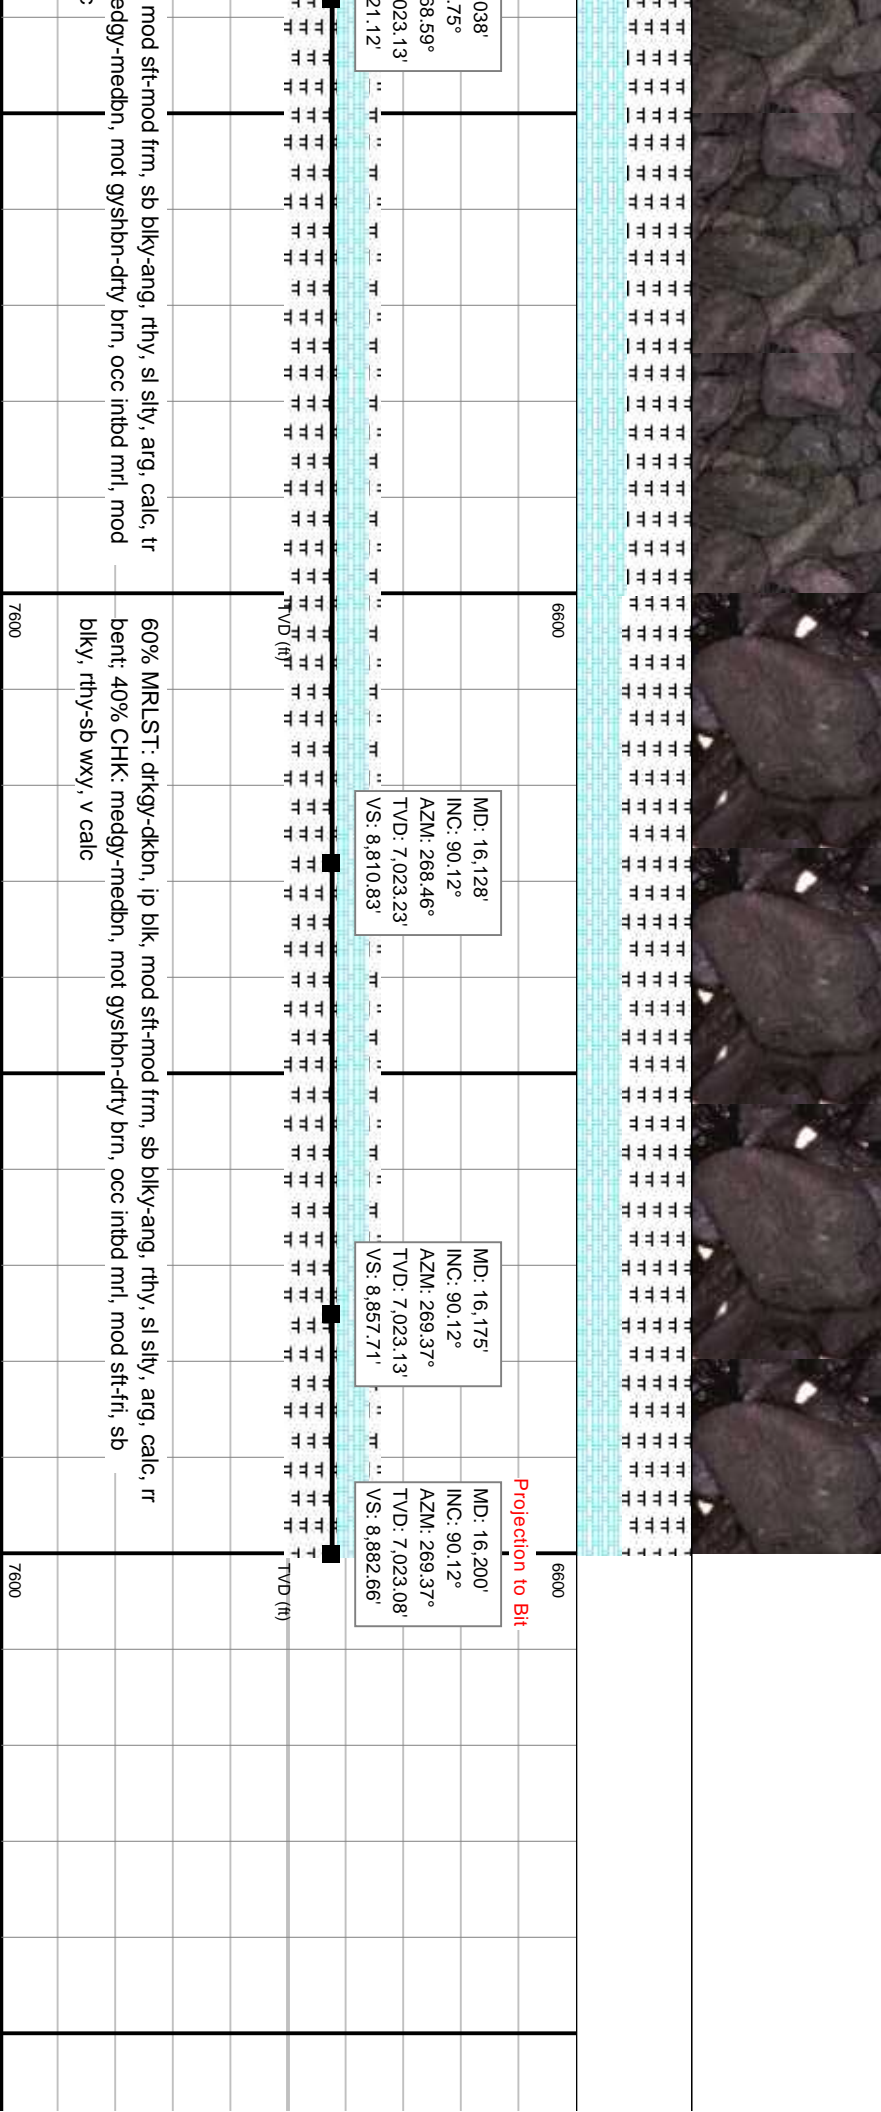 mod sft-mod frm, sb blky-ang, rthy, sl slty, arg, calc, tr
edgy-medbn, mot gyshbn-drty brn, occ intbd mrl, mod
038'
.75°
68.59°
023.13'
21.12'
6600
TVD (ft)
7600
60% MRLST: drkgy-dkbn, ip blk, mod sft-mod frm, sb blky-ang, rthy, sl slty, arg, calc, rr
bent; 40% CHK: medgy-medbn, mot gyshbn-drty brn, occ intbd mrl, mod sft-fri, sb
blky, rthy-sb wxy, v calc
MD: 16,128'
INC: 90.12°
AZM: 268.46°
TVD: 7,023.23'
VS: 8,810.83'
MD: 16,175'
INC: 90.12°
AZM: 269.37°
TVD: 7,023.13'
VS: 8,857.71'
Projection to Bit
MD: 16,200'
INC: 90.12°
AZM: 269.37°
TVD: 7,023.08'
VS: 8,882.66'
6600
TVD (ft)
7600